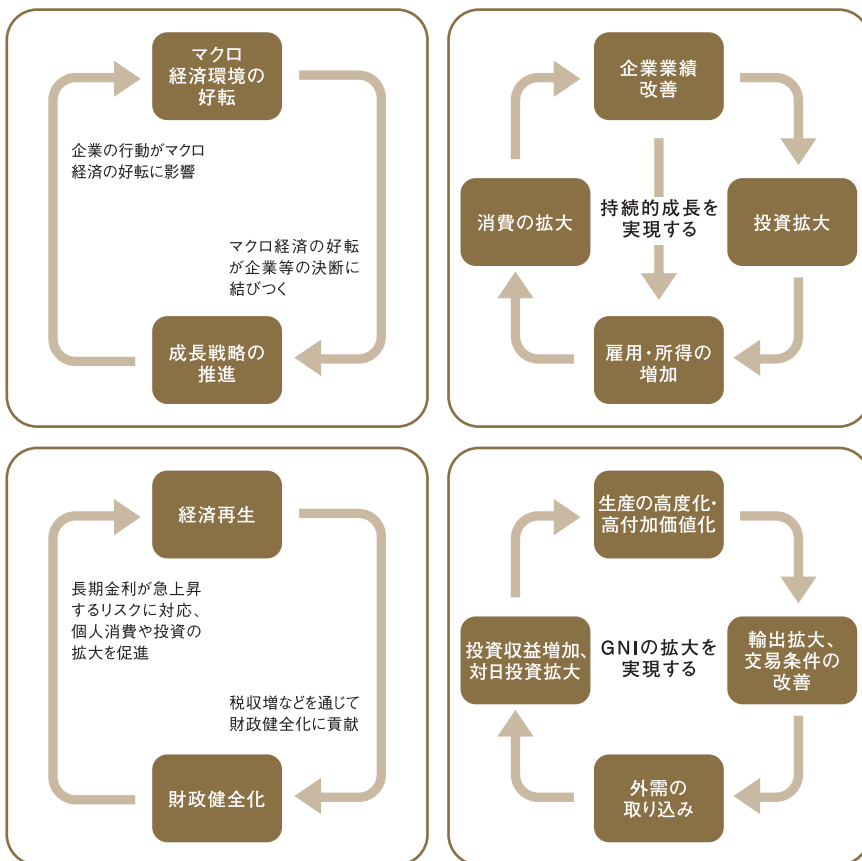 マクロ
経済環境の
好転
企業の行動がマクロ
経済の好転に影響
マクロ経済の好転
が企業等の決断に
結びつく
成長戦略の
推進
企業業績
改善
消費の拡大
持続的成長を
実現する
投資拡大
雇用・所得の
増加
経済再生
長期金利が急上昇
するリスクに対応、
個人消費や投資の
拡大を促進
税収増などを通じて
財政健全化に貢献
財政健全化
生産の高度化・
高付加価値化
投資収益増加、
対日投資拡大
GNIの拡大を
実現する
輸出拡大、
交易条件の
改善
外需の
取り込み